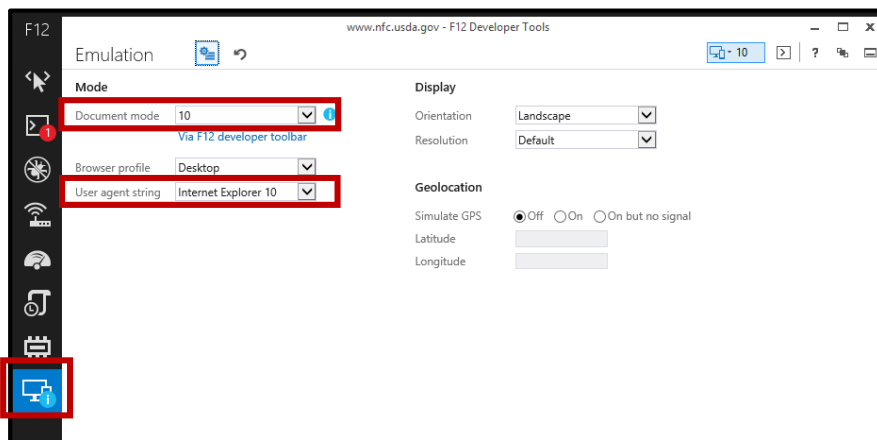 F12
www.nfc.usda.gov - F12 Developer Tools
Emulation
10
?
Mode
Display
Document mode 10
Orientation Landscape
Via F12 developer toolbar
Resolution Default
Browser profile Desktop
User agent string Internet Explorer 10
Geolocation
Simulate GPS Off On On but no signal
Latitude
Longitude
1